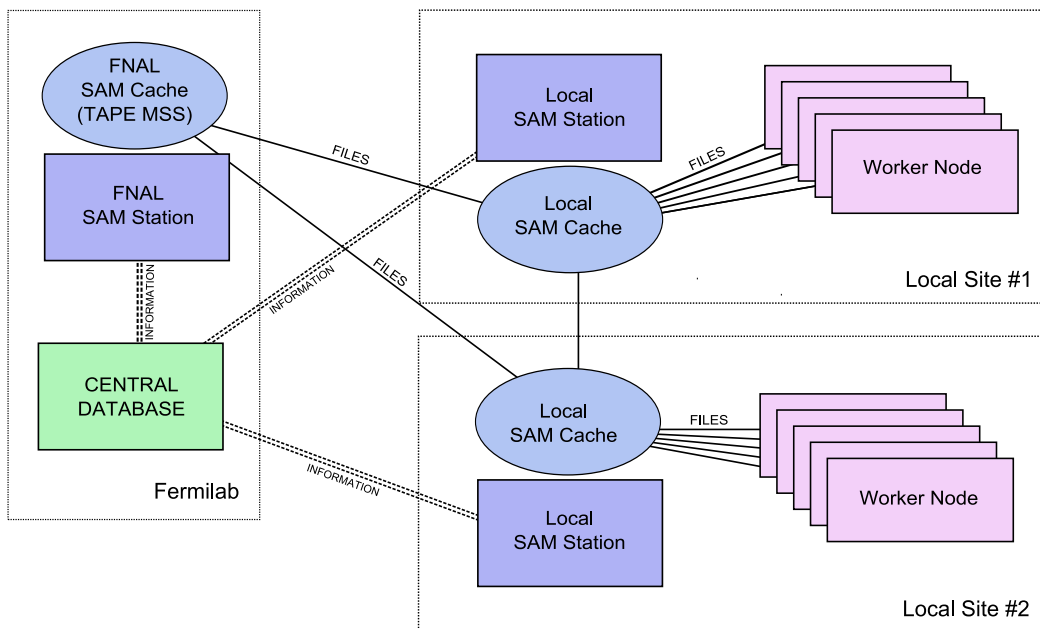 FNAL
SAM Cache
(TAPE MSS)
FNAL
SAM Station
INFORMATION
CENTRAL
DATABASE
Fermilab
FILES
FILES
INFORMATION
INFORMATION
Local
SAM Station
Local
SAM Cache
FILES
Worker Node
Local Site #1
Local
SAM Cache
FILES
Worker Node
Local
SAM Station
Local Site #2